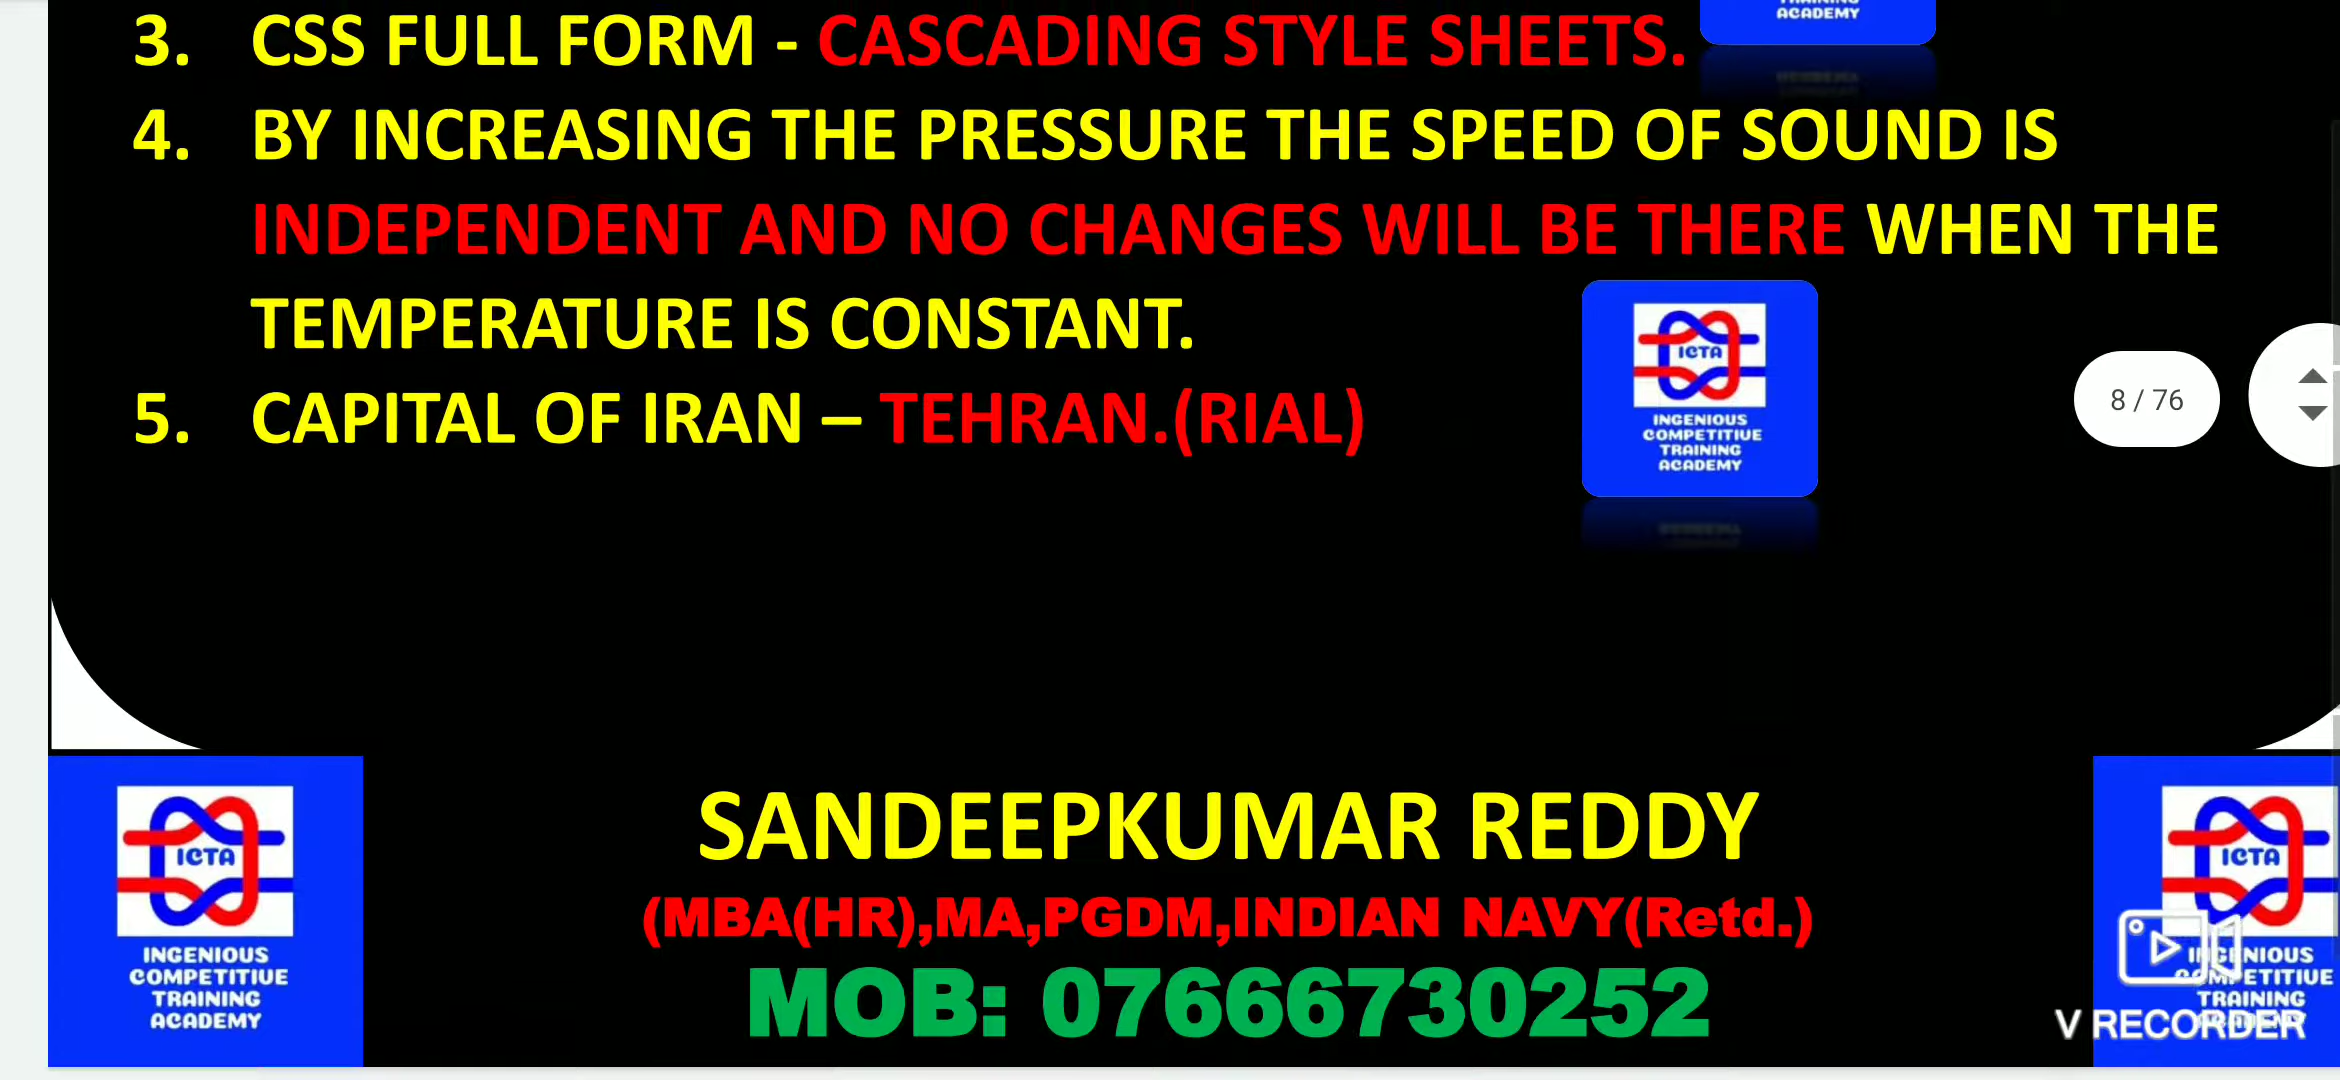 TRAINING
ACADEMY
3. CSS FULL FORM - CASCADING STYLE SHEETS.
4. BY INCREASING THE PRESSURE THE SPEED OF SOUND IS
INDEPENDENT AND NO CHANGES WILL BE THERE WHEN THE
TEMPERATURE IS CONSTANT.
5. CAPITAL OF IRAN – TEHRAN.(RIAL)
ICTA
INGENIOUS
COMPETITIVE
TRAINING
ACADEMY
8 / 76
ICTA
INGENIOUS
COMPETITIVE
TRAINING
ACADEMY
SANDEEPKUMAR REDDY
(MBA(HR),MA,PGDM,INDIAN NAVY(Retd.)
MOB: 07666730252
ICTA
INGENIOUS
COMPETITIVE
TRAINING
V RECORDER